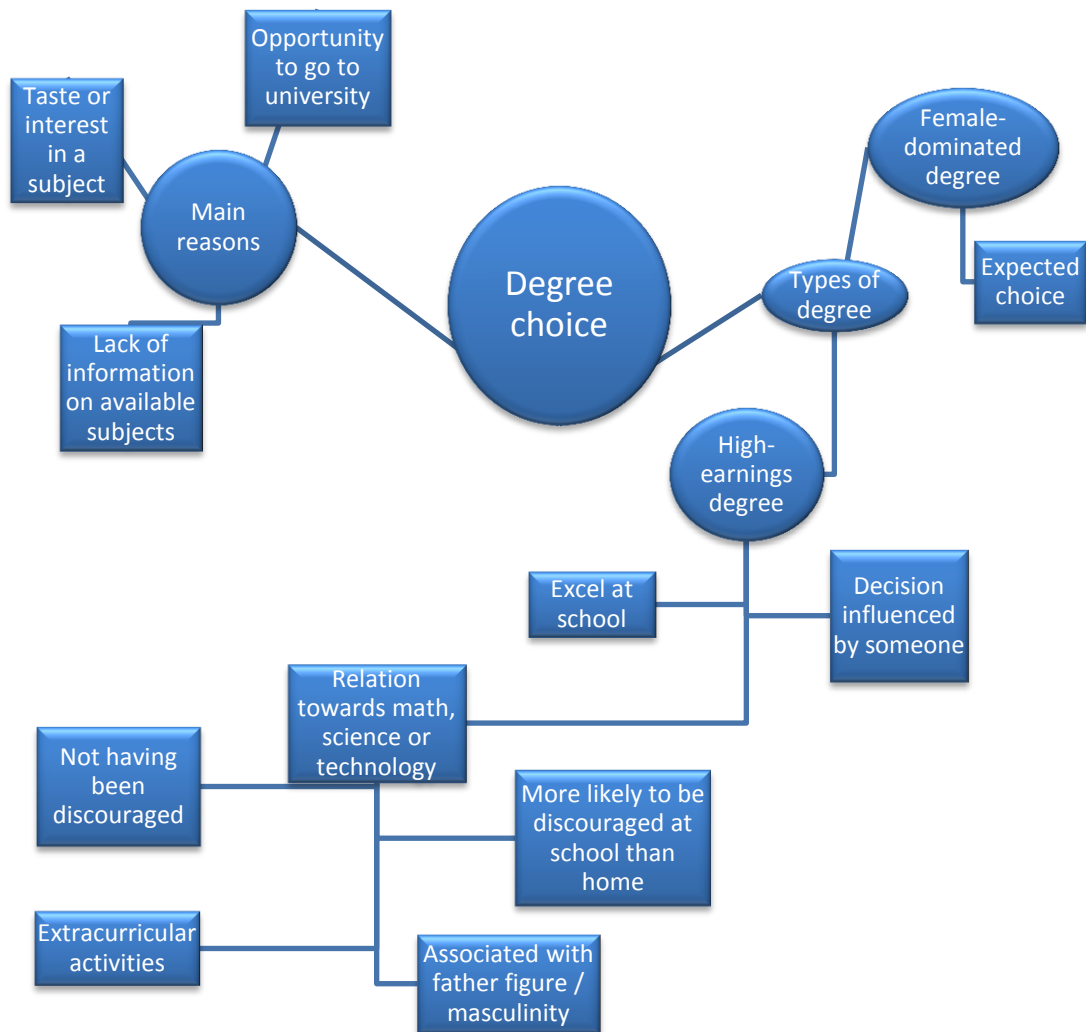 Opportunity
to go to
university
Taste or
interest
in a
subject
Main
reasons
Lack of
information
on available
subjects
Degree
choice
Female-
dominated
degree
Expected
choice
Types of
degree
High-
earnings
degree
Excel at
school
Decision
influenced
by someone
Relation
towards math,
science or
technology
Not having
been
discouraged
More likely to be
discouraged at
school than
home
Extracurricular
activities
Associated with
father figure /
masculinity